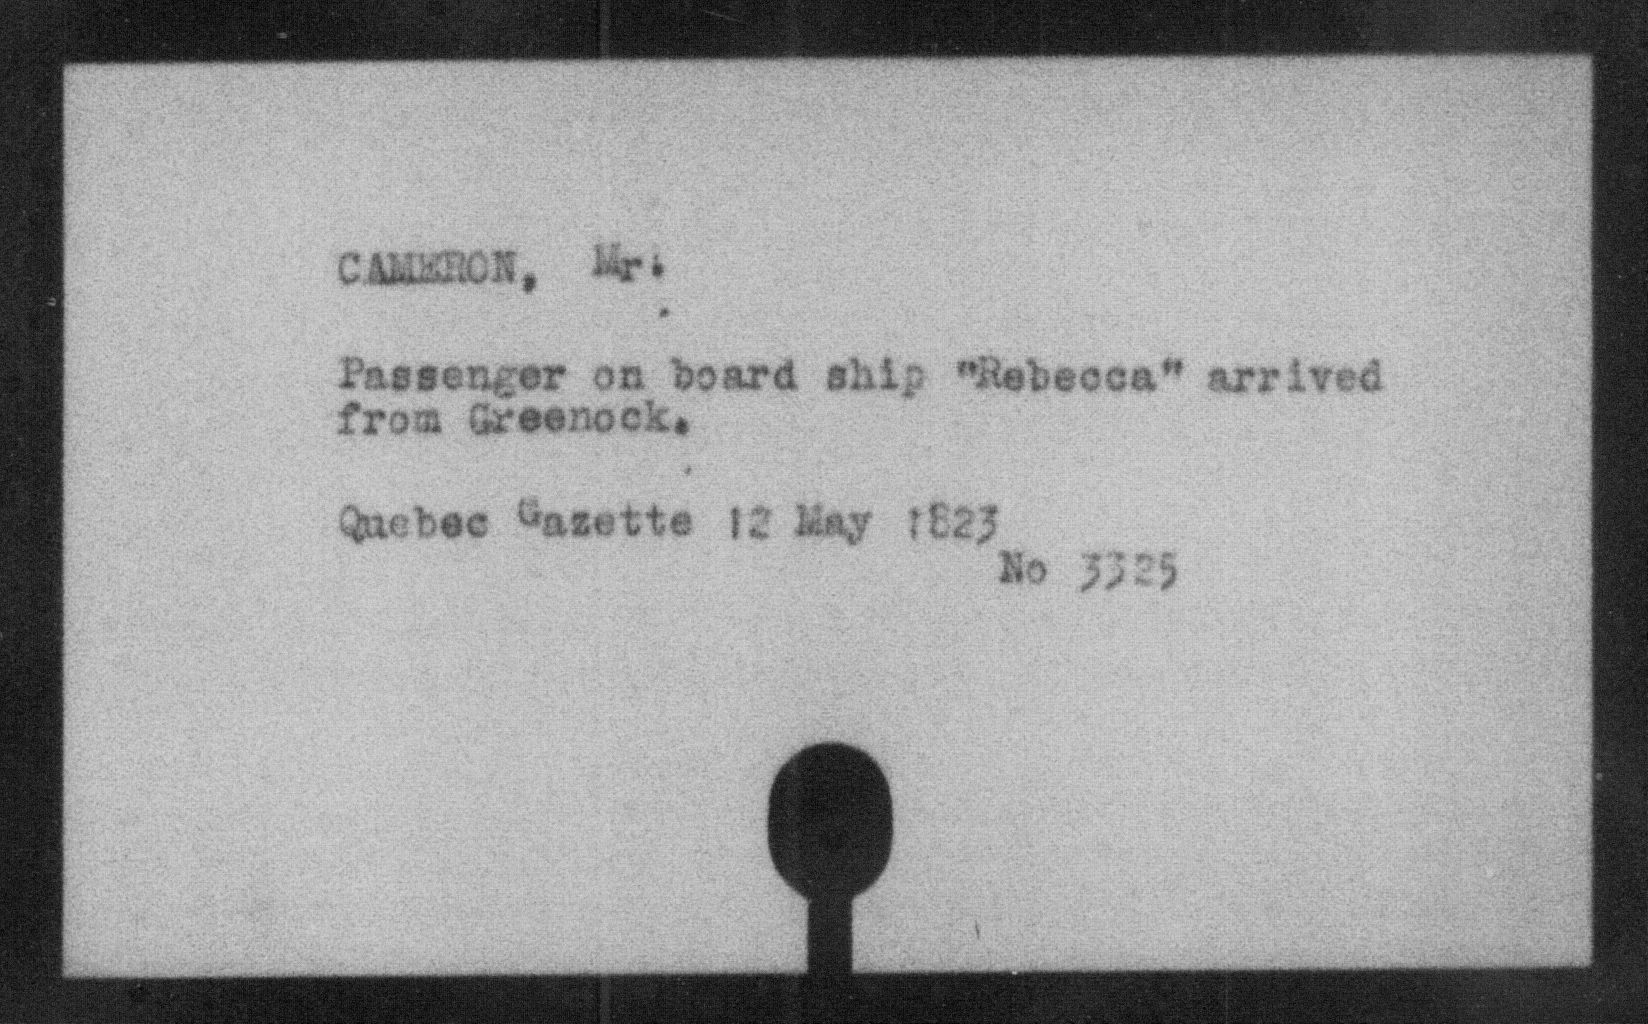 CAMERON, Mr.
Passenger on board ship "Rebecca" arrived
from Greenock.
Quebec Gazette 12 May 1823
No 3325